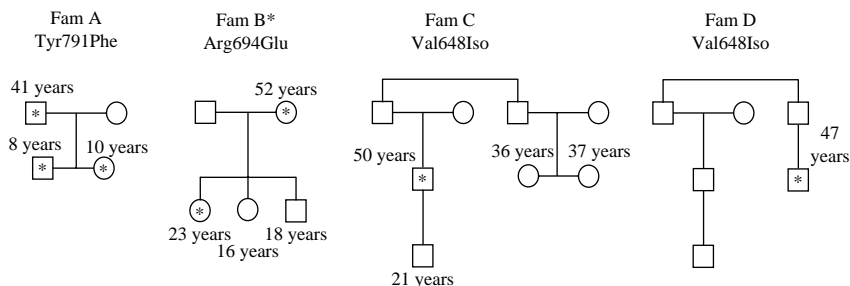 Fam A
Tyr791Phe
Fam B*
Arg694Glu
Fam C
Val648Iso
Fam D
Val648Iso
41 years
*
8 years
*
10 years
*
52 years
*
*
23 years
16 years
18 years
50 years
*
36 years
37 years
21 years
47
years
*